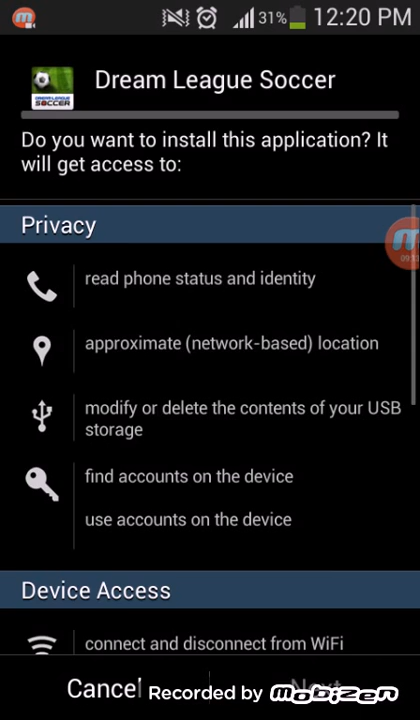 31% 12:20 PM
Dream League Soccer
Do you want to install this application? It
will get access to:
Privacy
read phone status and identity
approximate (network-based) location
modify or delete the contents of your USB
storage
find accounts on the device
use accounts on the device
Device Access
connect and disconnect from WiFi
Cancel Next
Recorded by MOBIZEN